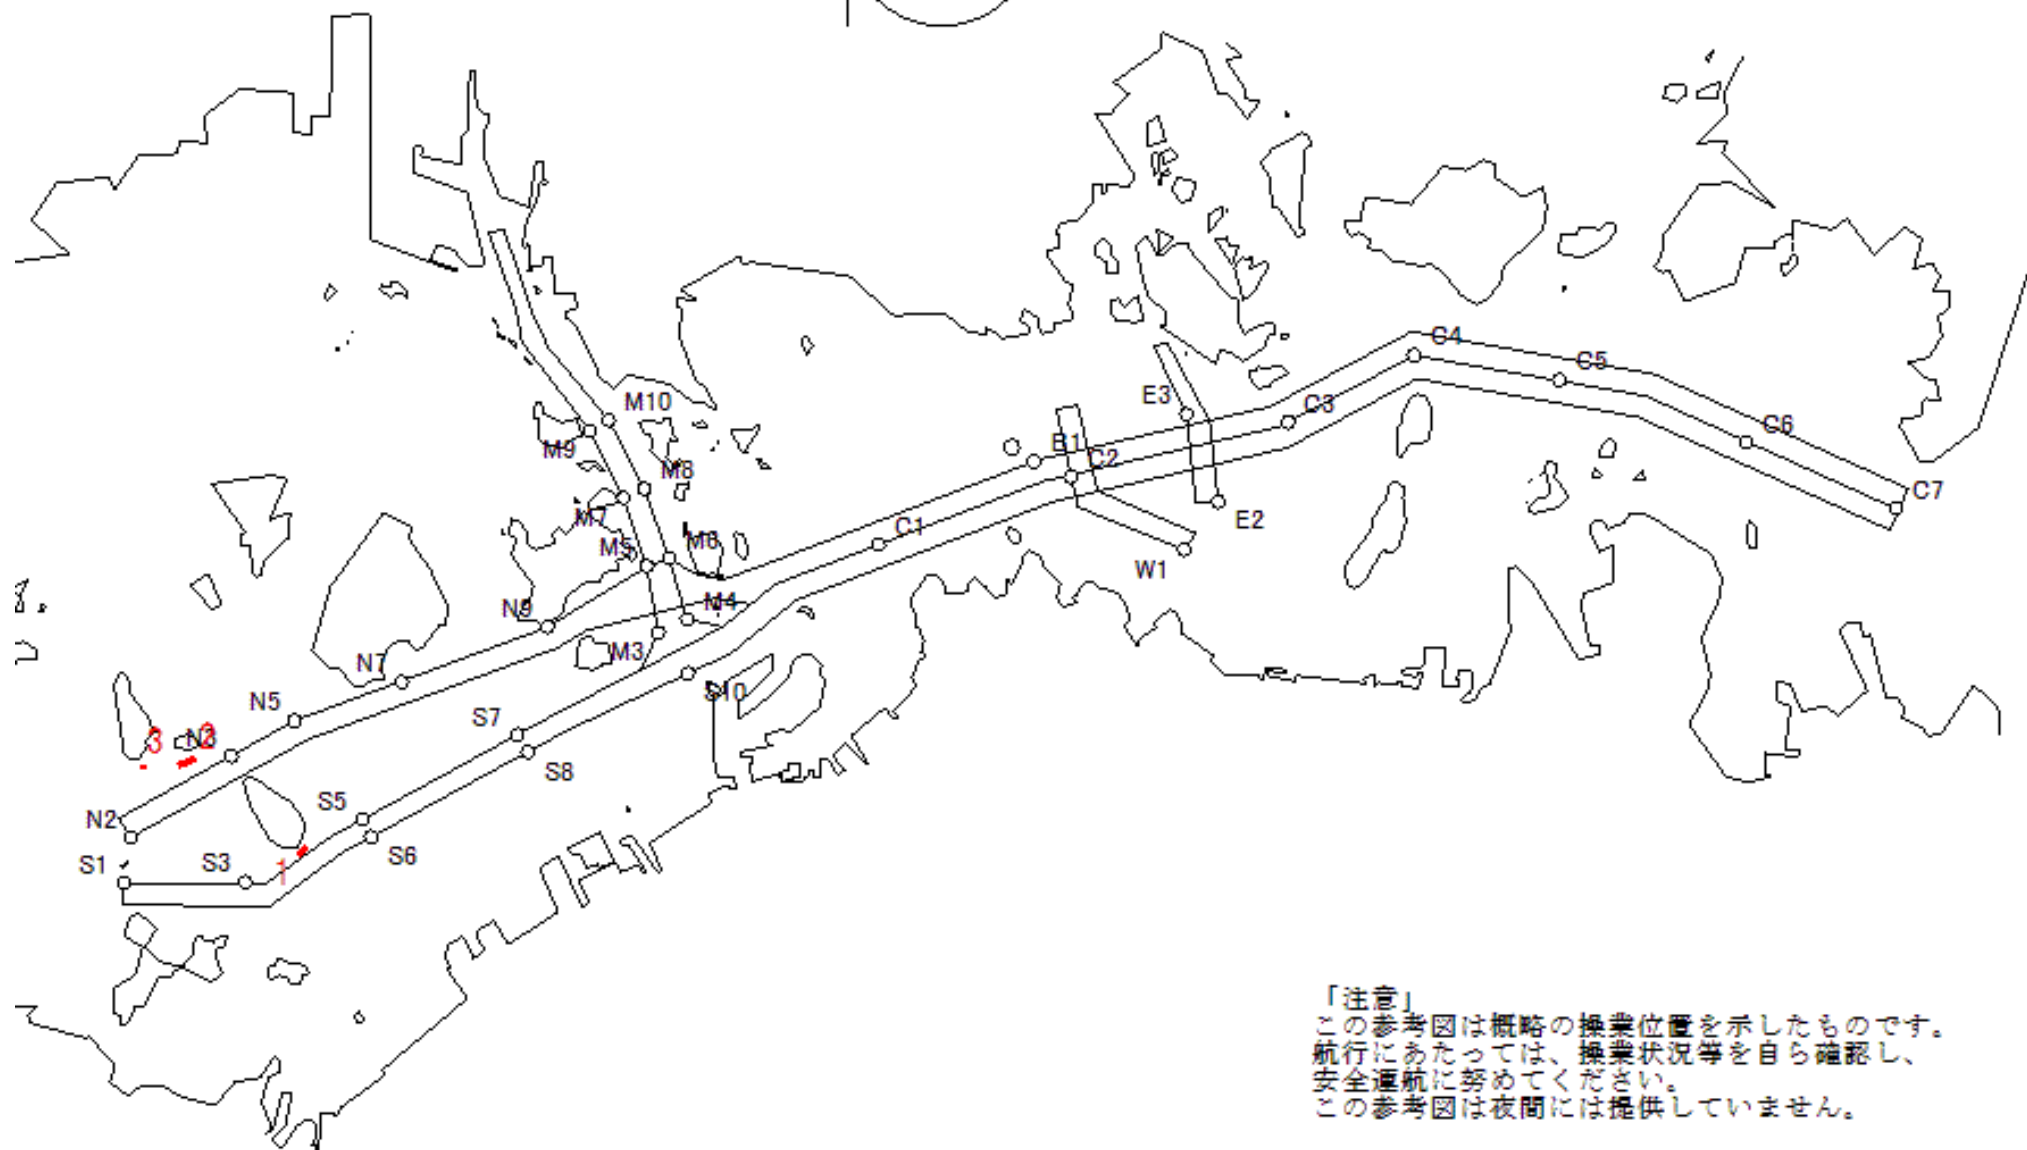 C4
C5
E3
M10
C3
C6
B1
M9
C2
M8
C7
M7
E2
C1
M5
M6
W1
N9
M4
M3
N7
S10
N5
S7
3
N3
2
S8
S5
N2
S6
S1
S3
1
「注意」
この参考図は概略の操業位置を示したものです。
航行にあたっては、操業状況等を自ら確認し、
安全運航に努めてください。
この参考図は夜間には提供していません。